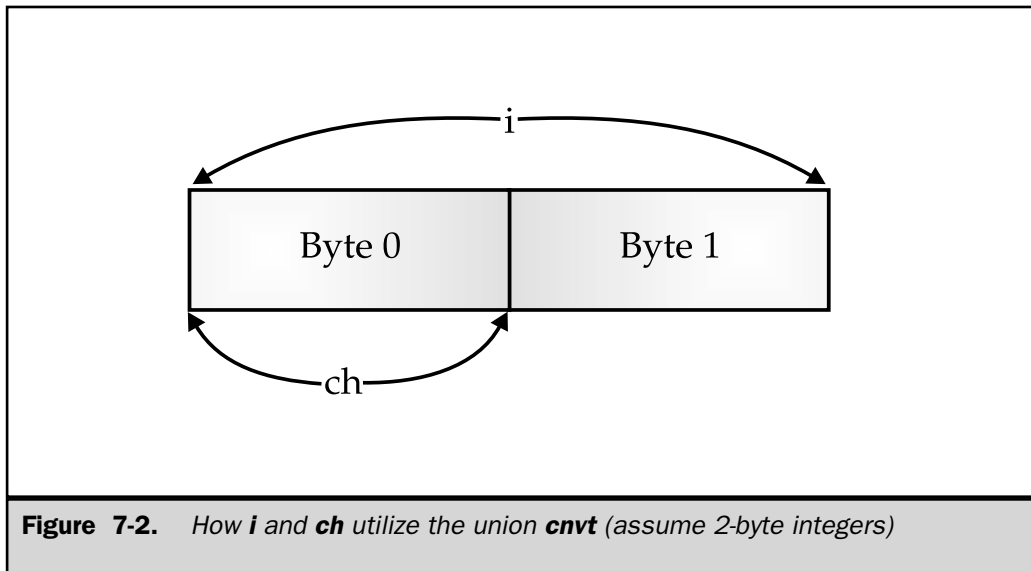 i
Byte 0 Byte 1
ch
Figure 7-2. How i and ch utilize the union cnvt (assume 2-byte integers)